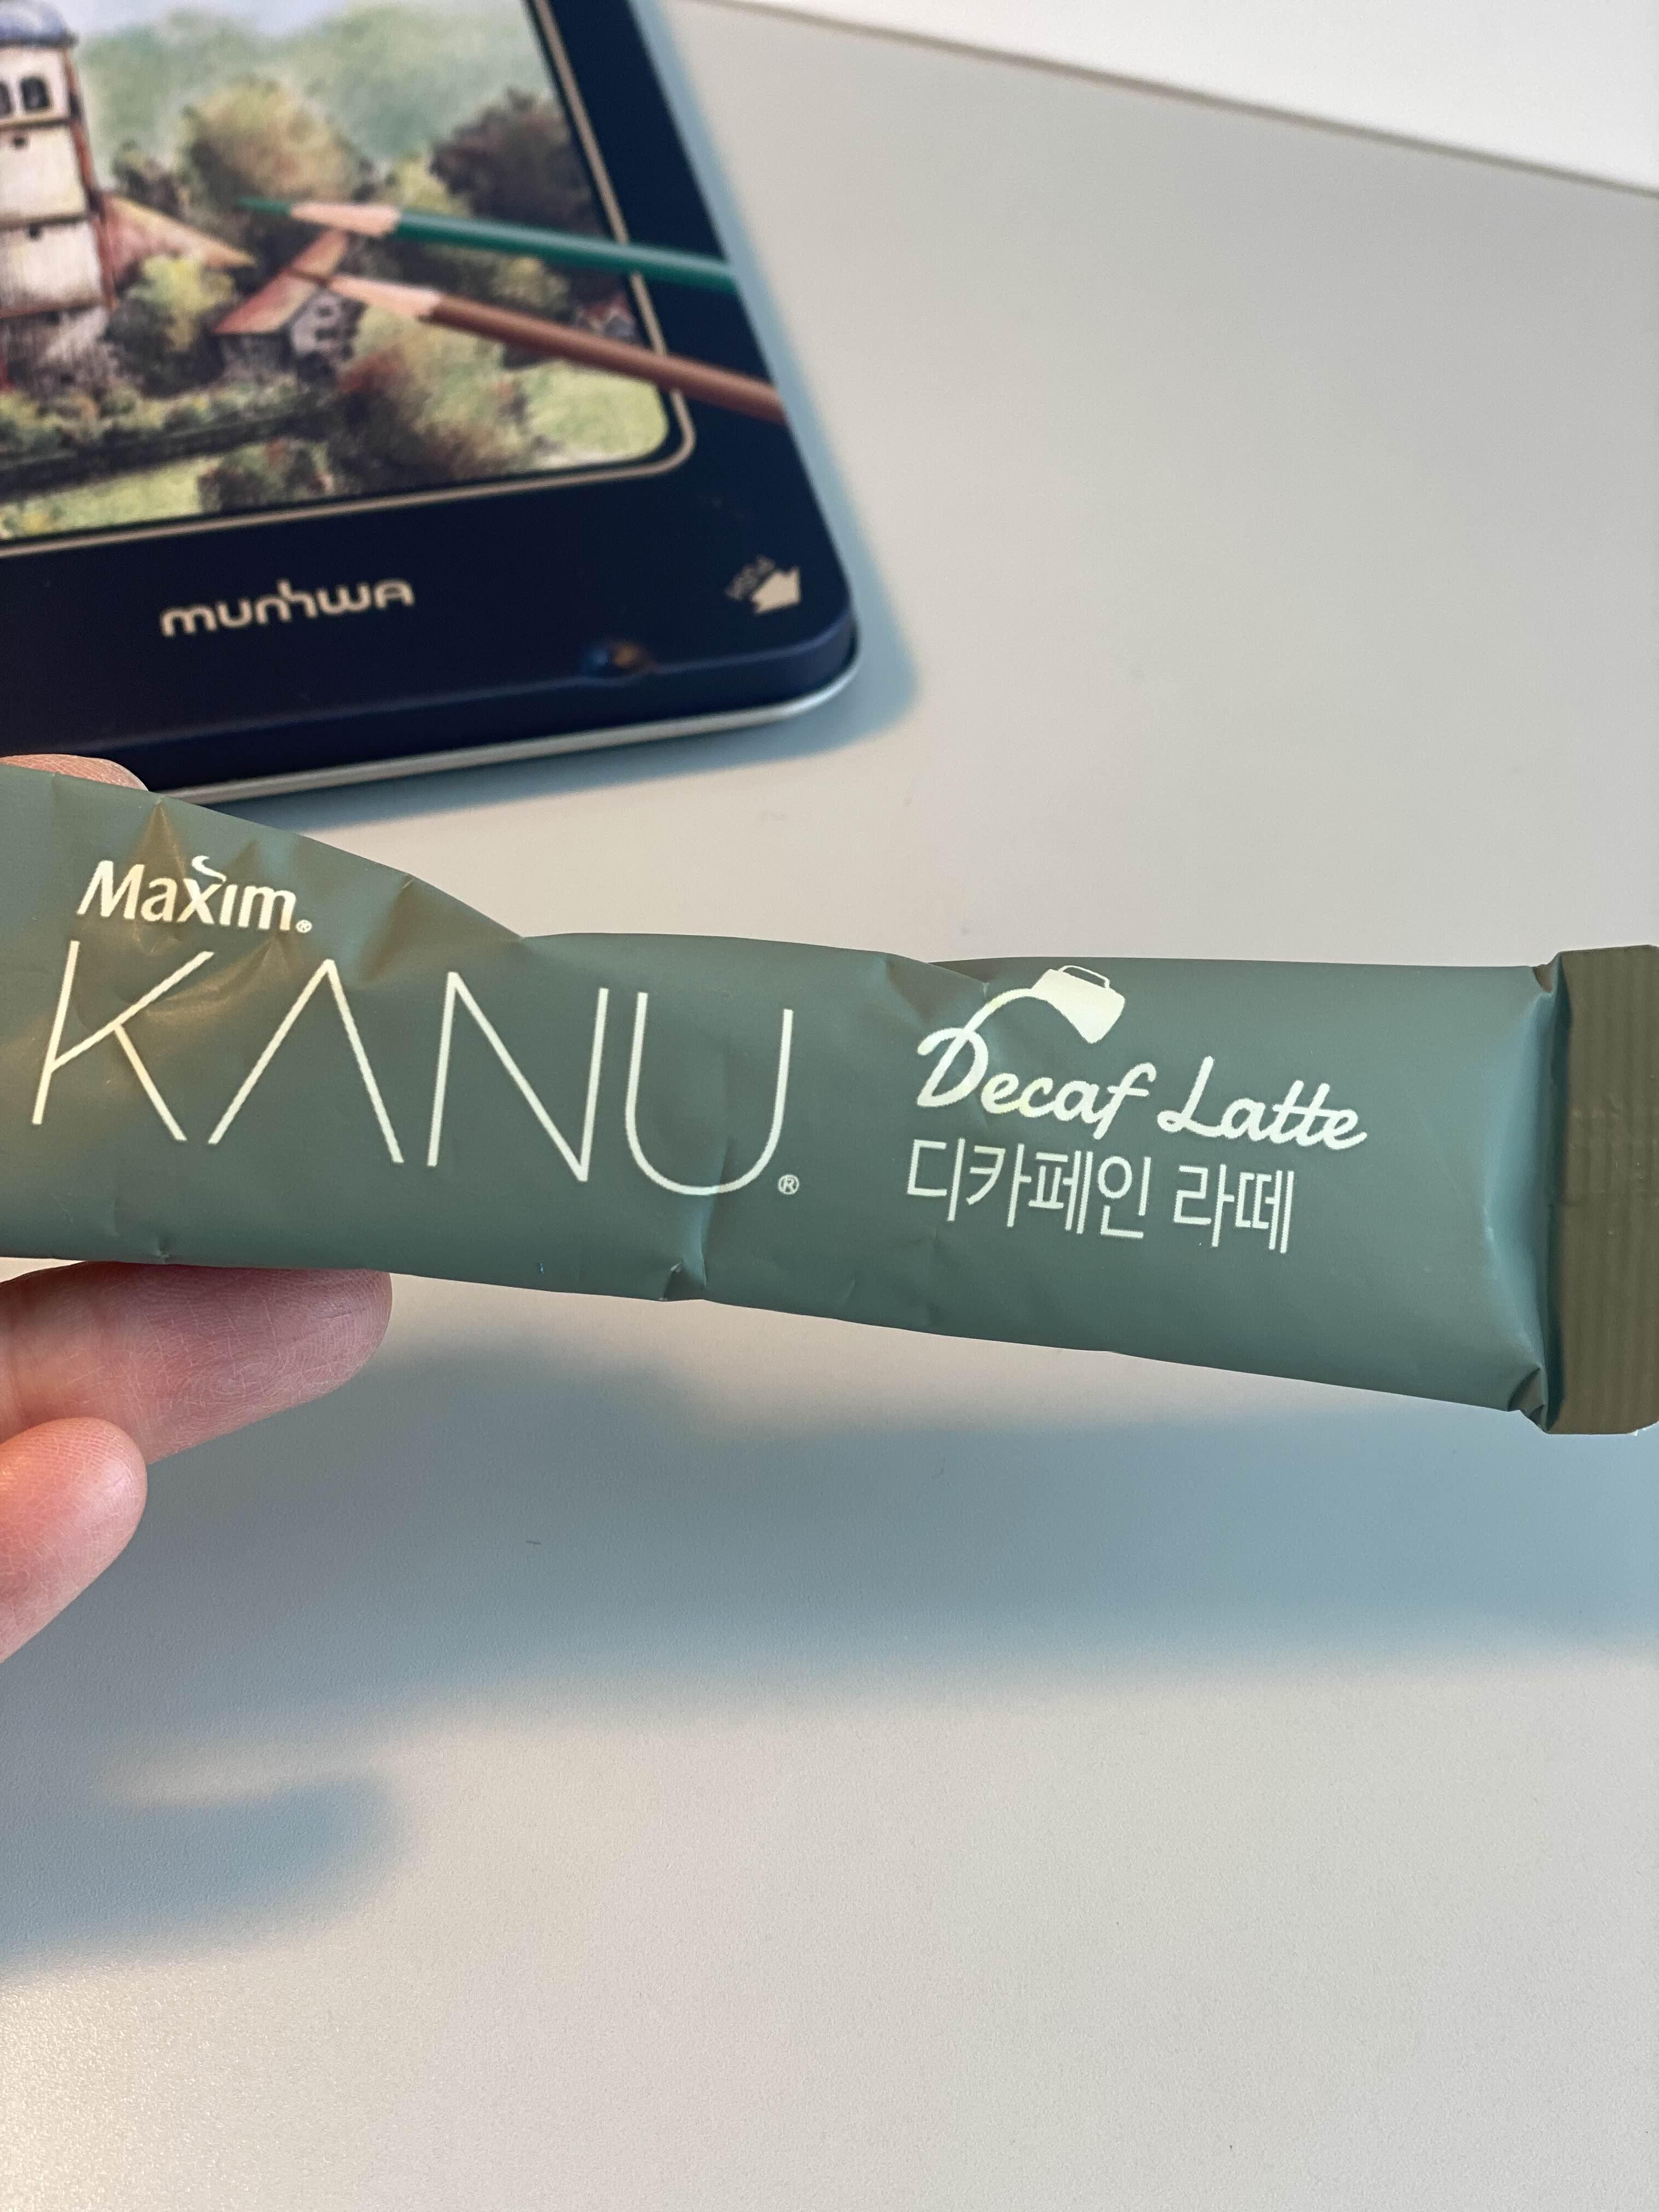 munhwa
Maxim®
KANU®
Decaf Latte
디카페인 라떼